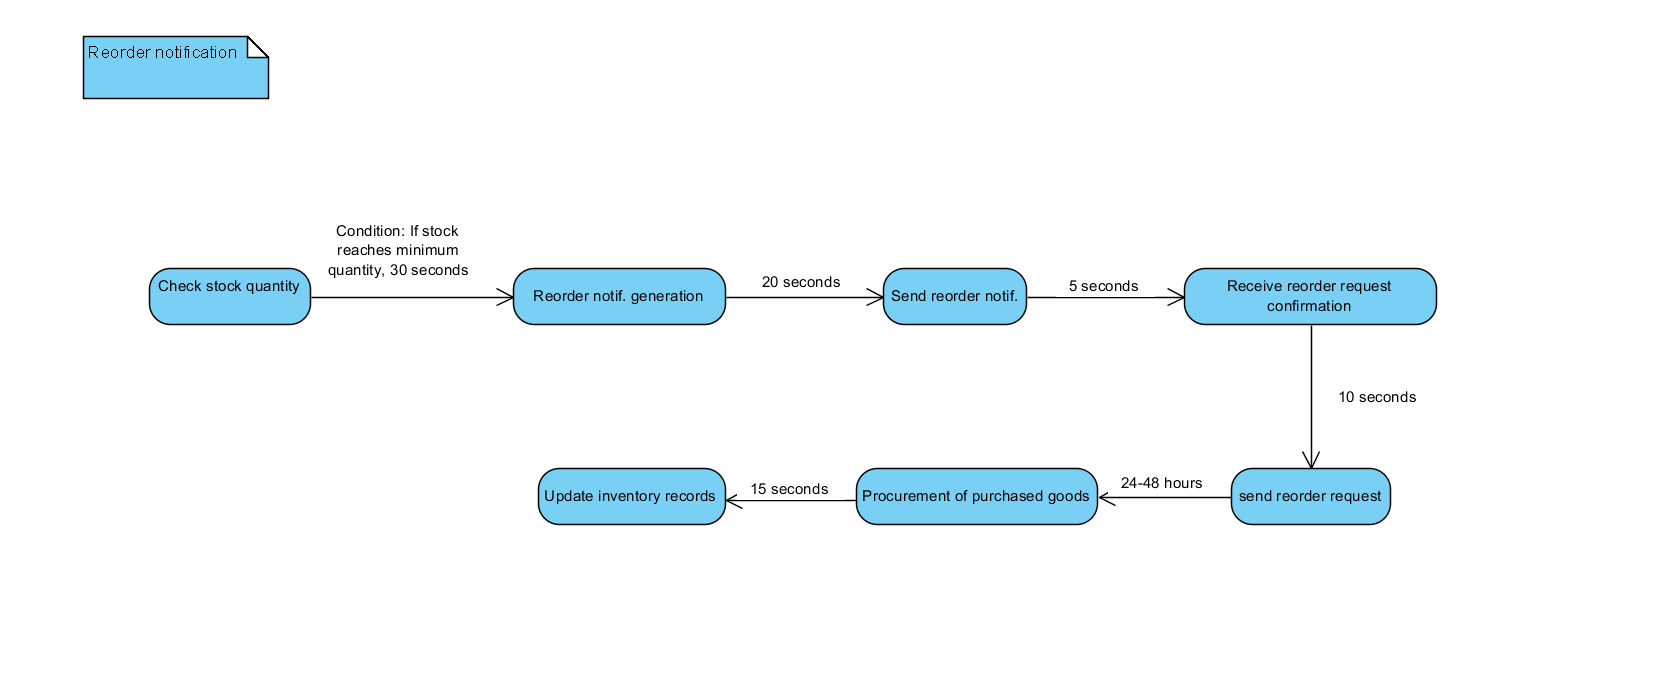 Reorder notification
Condition: If stock
reaches minimum
quantity, 30 seconds
Check stock quantity
Reorder notif. generation
20 seconds
Send reorder notif.
5 seconds
Receive reorder request
confirmation
10 seconds
send reorder request
24-48 hours
Procurement of purchased goods
15 seconds
Update inventory records